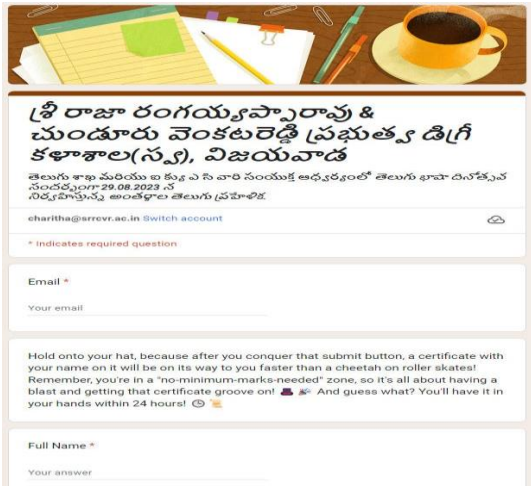 శ్రీ రాజా రంగయ్యప్పారావు &
చుండూరు వెంకటరెడ్డి ప్రభుత్వ డిగ్రీ
కళాశాల(స్వ), విజయవాడ
తెలుగు శాఖ మరియు ఐ క్యు ఎ సి వారి సంయుక్త ఆధ్వర్యంలో తెలుగు భాషా దినోత్సవ
సందర్భంగా 29.08.2023 న
నిర్వహిస్తున్న అంతర్జాల తెలుగు ప్రహేళిక.
charitha@srrcvr.ac.in Switch account
* Indicates required question
Email *
Your email
Hold onto your hat, because after you conquer that submit button, a certificate with
your name on it will be on its way to you faster than a cheetah on roller skates!
Remember, you're in a "no-minimum-marks-needed" zone, so it's all about having a
blast and getting that certificate groove on! 🎩 🎉 And guess what? You'll have it in
your hands within 24 hours! 🕒 📜
Full Name *
Your answer